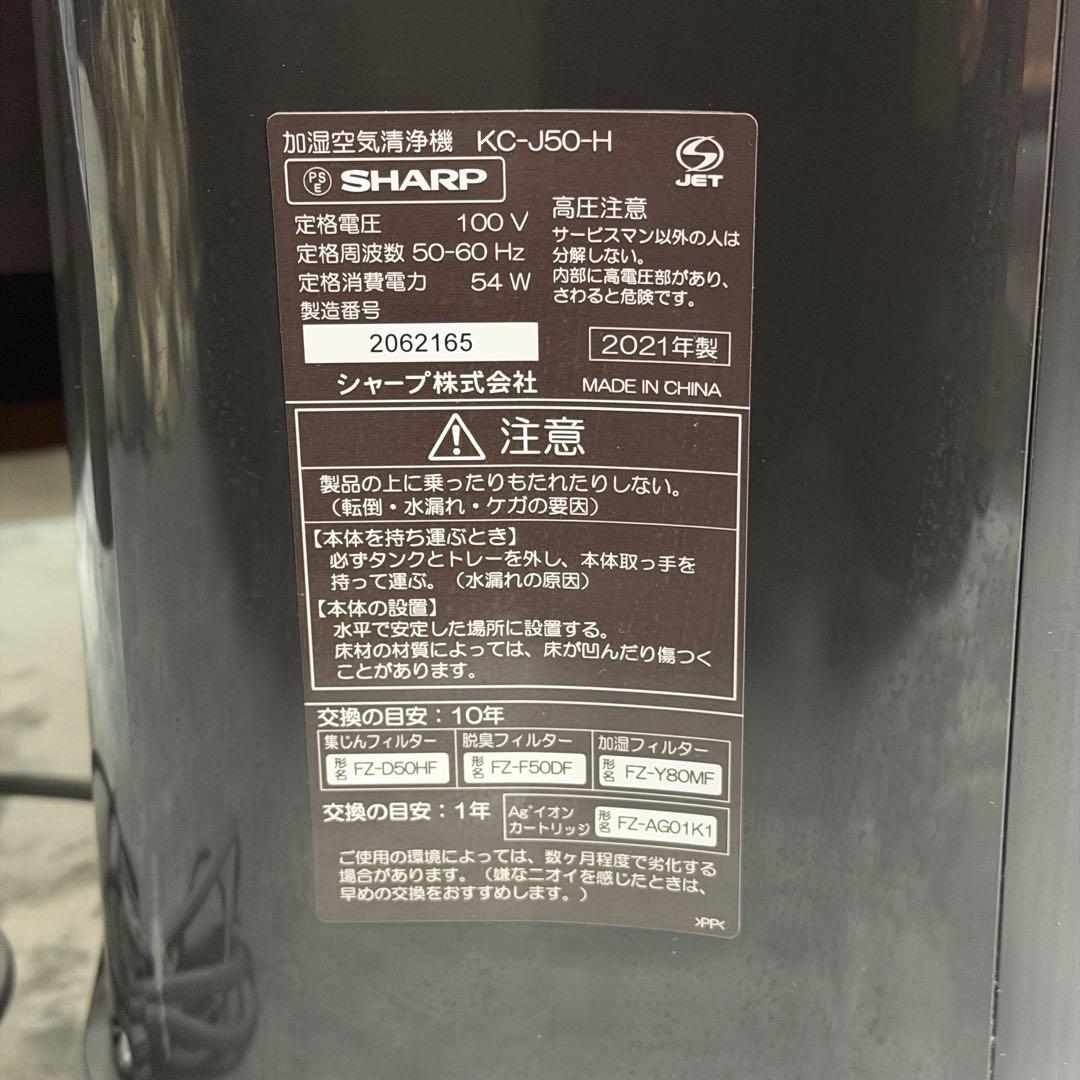 加湿空気清浄機 KC-J50-H
PSE SHARP
JET
定格電圧 100 V
定格周波数 50-60 Hz
定格消費電力 54 W
製造番号
2062165
高圧注意
サービスマン以外の人は
分解しない。
内部に高電圧部があり、
さわると危険です。
2021年製
シャープ株式会社 MADE IN CHINA
注意
製品の上に乗ったりもたれたりしない。
（転倒・水漏れ・ケガの要因）
【本体を持ち運ぶとき】
必ずタンクとトレーを外し、本体取っ手を
持って運ぶ。（水漏れの原因）
【本体の設置】
水平で安定した場所に設置する。
床材の材質によっては、床が凹んだり傷つく
ことがあります。
交換の目安：10年
集じんフィルター
形名 FZ-D50HF
脱臭フィルター
形名 FZ-F50DF
加湿フィルター
形名 FZ-Y80MF
交換の目安：1年
Ag⁺イオン
カートリッジ
形名 FZ-AG01K1
ご使用の環境によっては、数ヶ月程度で劣化する
場合があります。（嫌なニオイを感じたときは、
早めの交換をおすすめします。）
>PP<